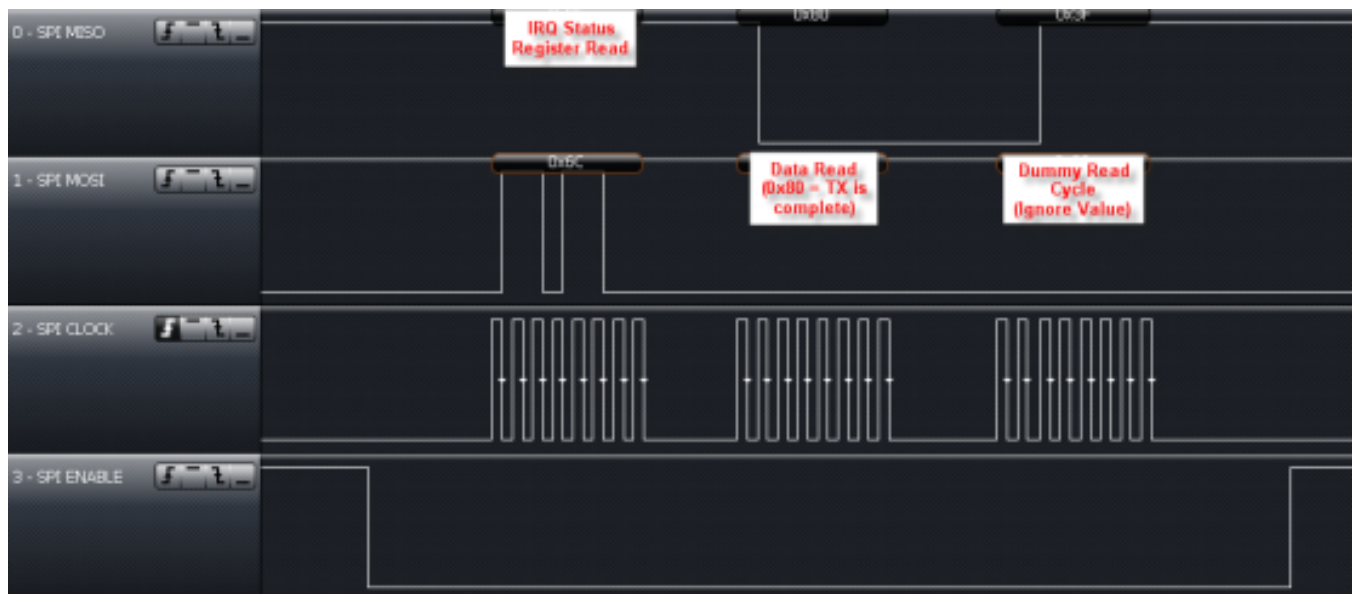 0 - SPI MISO
IRQ Status
Register Read
0x80
0x3F
1 - SPI MOSI
0x6C
Data Read
(0x80 - TX is
complete)
Dummy Read
Cycle
(Ignore Value)
2 - SPI CLOCK
3 - SPI ENABLE